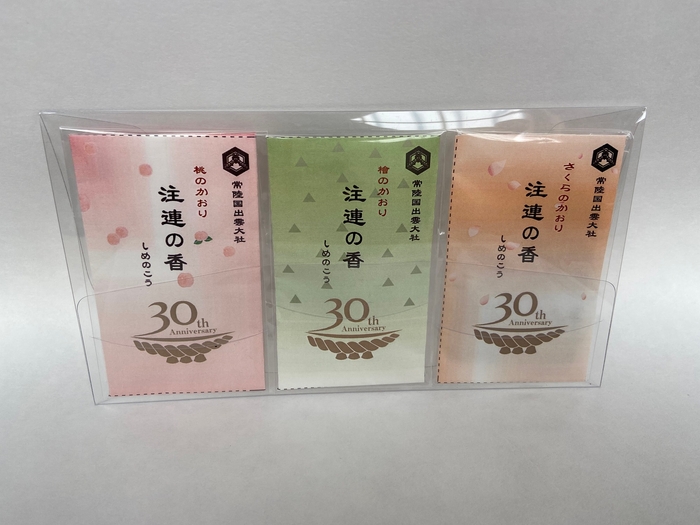 常陸国出雲大社
桃のかおり
注連の香
しめのこう
30th
Anniversary
常陸国出雲大社
檜のかおり
注連の香
しめのこう
30th
Anniversary
常陸国出雲大社
さくらのかおり
注連の香
しめのこう
30th
Anniversary